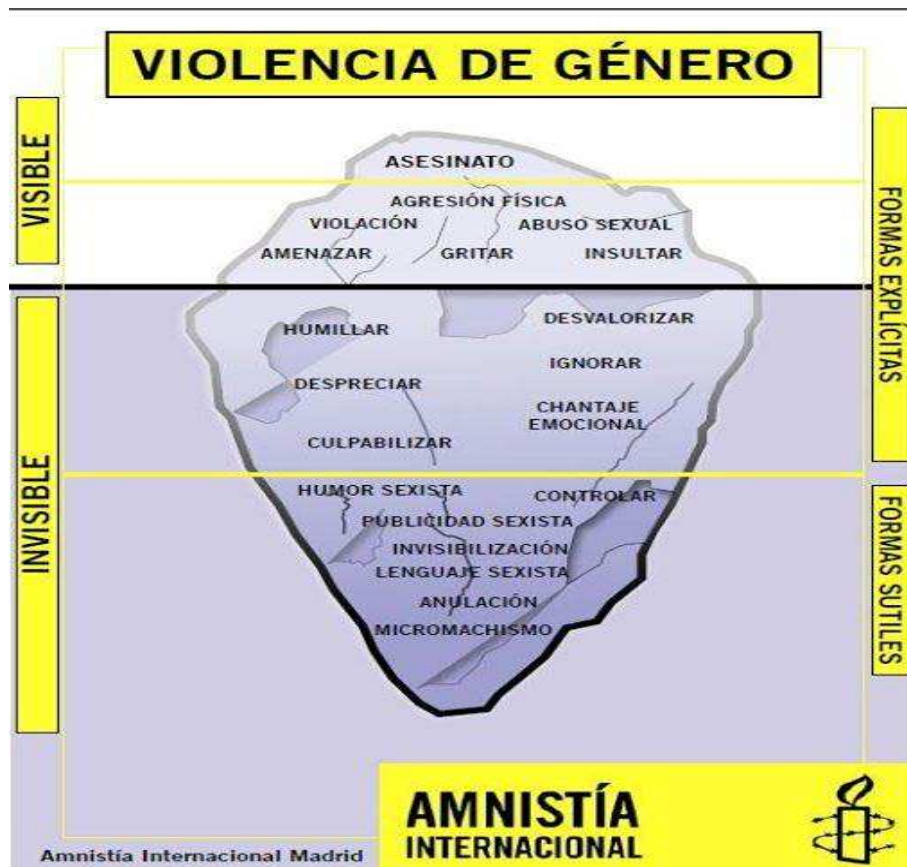 VIOLENCIA DE GÉNERO
VISIBLE
FORMAS EXPLÍCITAS
ASESINATO
AGRESIÓN FÍSICA
VIOLACIÓN
ABUSO SEXUAL
AMENAZAR
GRITAR
INSULTAR
INVISIBLE
HUMILLAR
DESVALORIZAR
IGNORAR
DESPRECIAR
CHANTAJE
EMOCIONAL
CULPABILIZAR
FORMAS SUTILES
HUMOR SEXISTA
CONTROLAR
PUBLICIDAD SEXISTA
INVISIBILIZACIÓN
LENGUAJE SEXISTA
ANULACIÓN
MICROMACHISMO
AMNISTÍA
INTERNACIONAL
Amnistía Internacional Madrid